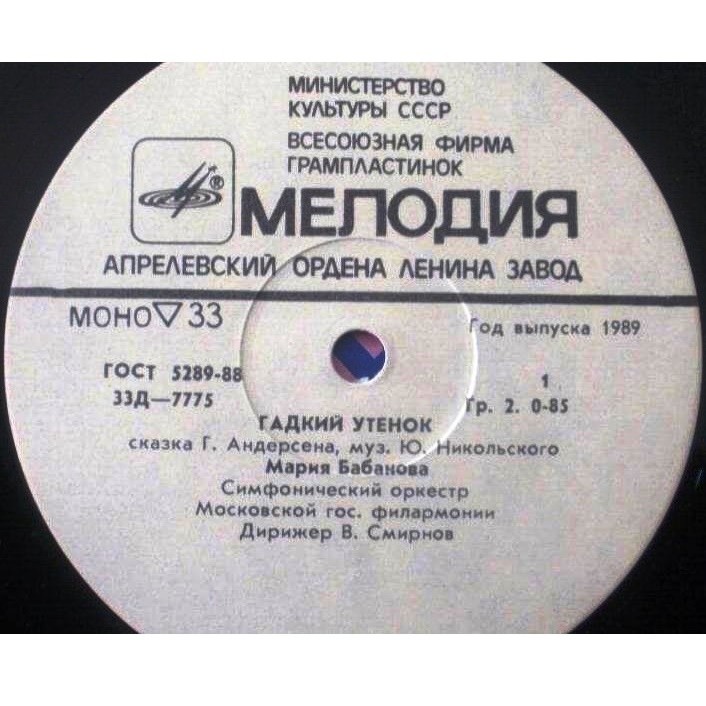 МИНИСТЕРСТВО
КУЛЬТУРЫ СССР
ВСЕСОЮЗНАЯ ФИРМА
ГРАМПЛАСТИНОК
®
МЕЛОДИЯ
АПРЕЛЕВСКИЙ ОРДЕНА ЛЕНИНА ЗАВОД
МОНО ▽ 33
Год выпуска 1989
ГОСТ 5289-88
33Д—7775
1
Гр. 2. 0-85
ГАДКИЙ УТЕНОК
сказка Г. Андерсена, муз. Ю. Никольского
Мария Бабанова
Симфонический оркестр
Московской гос. филармонии
Дирижер В. Смирнов